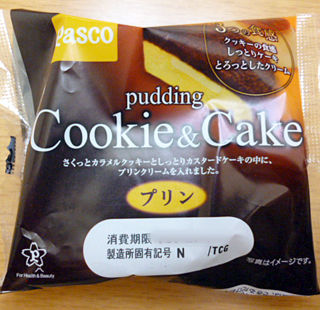 Pasco
3つの食感!
クッキーの食感
しっとりケーキ
とろっとしたクリーム
pudding
Cookie&Cake
さくっとカラメルクッキーとしっとりカスタードケーキの中に、
プリンクリームを入れました。
プリン
消費期限
製造所固有記号 N /TCG
写真はイメージです。
For Health & Beauty